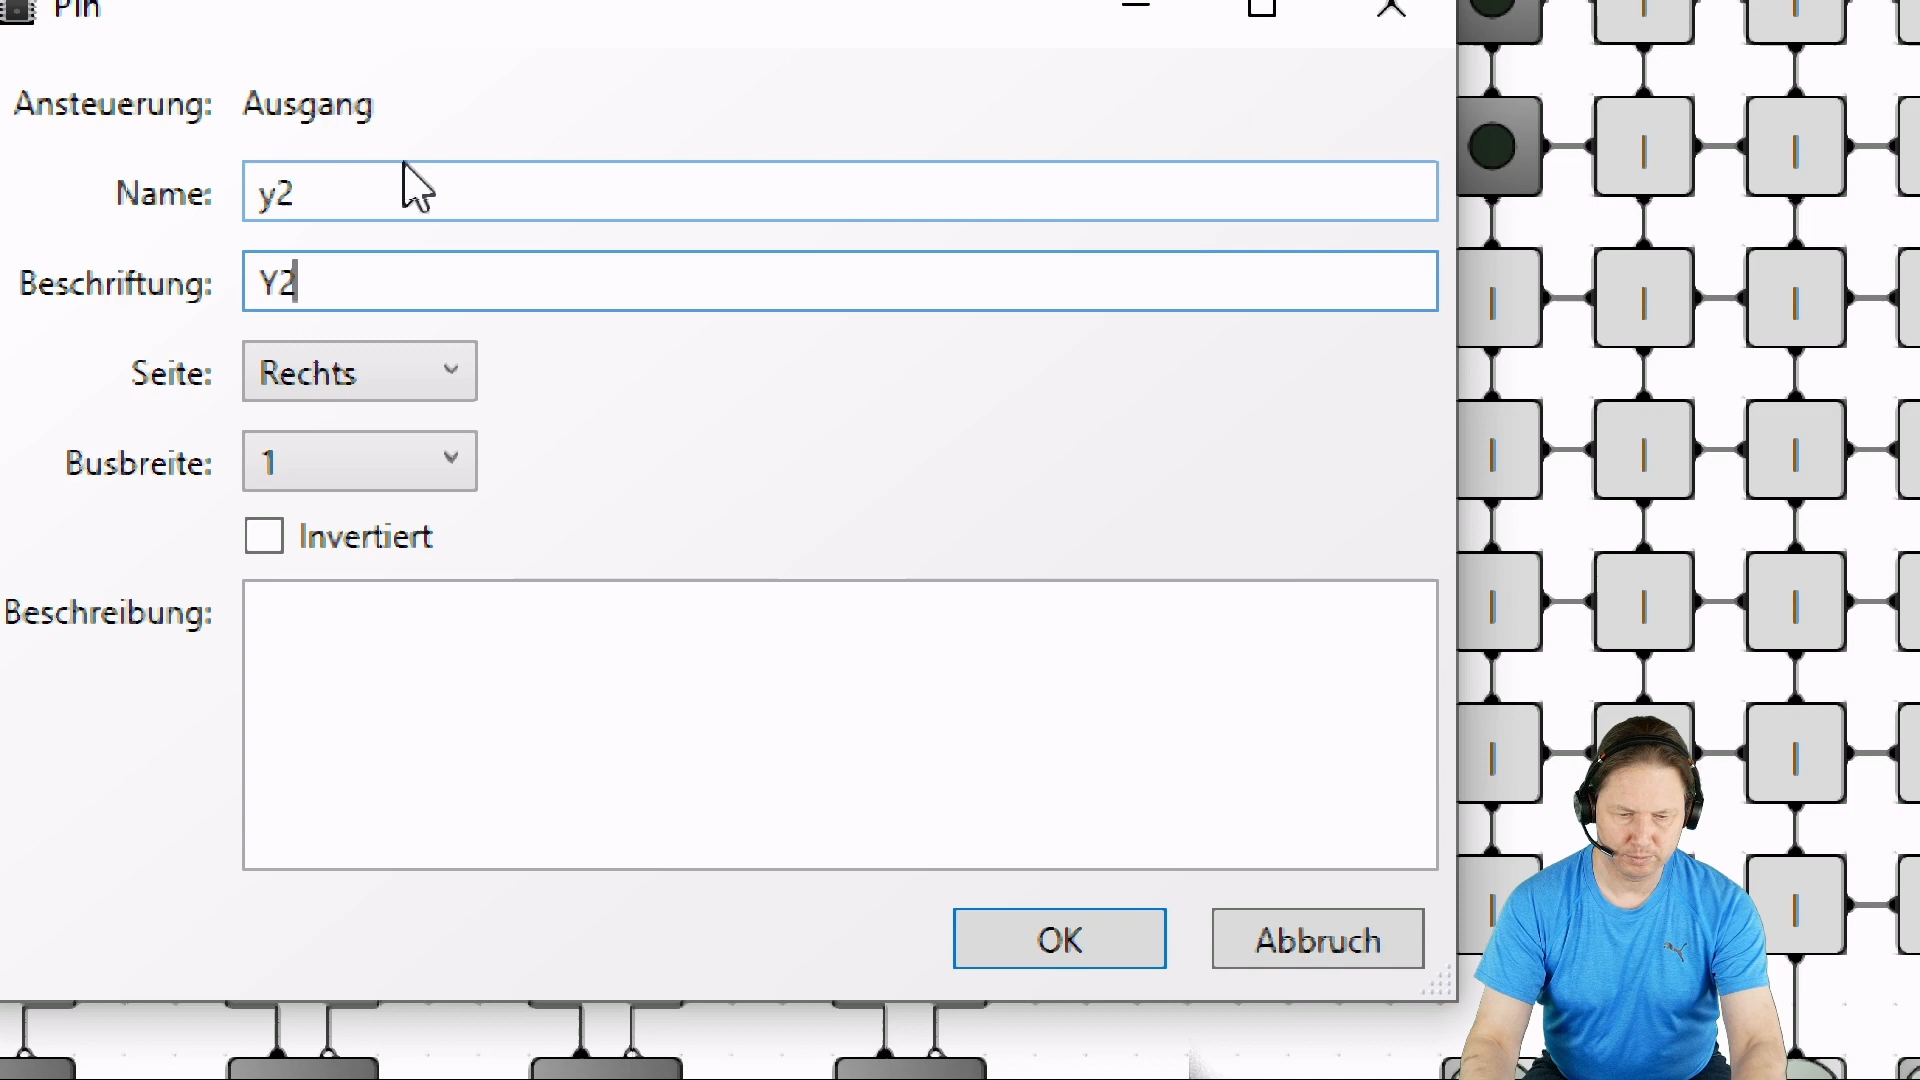 Pin
Ansteuerung: Ausgang
Name: y2
Beschriftung: Y2
Seite: Rechts
Busbreite: 1
Invertiert
Beschreibung:
OK Abbruch